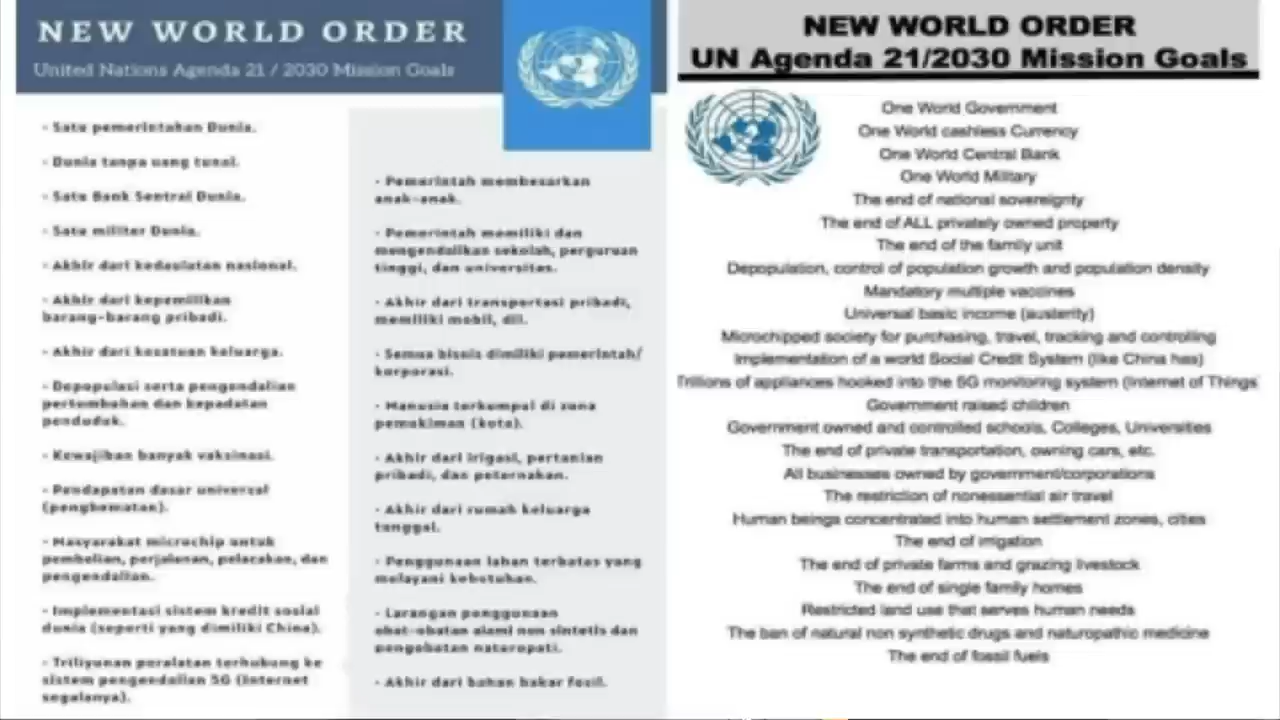 NEW WORLD ORDER
United Nations Agenda 21 / 2030 Mission Goals
- Satu pemerintahan Dunia.
- Dunia tanpa uang tunai.
- Satu Bank Sentral Dunia.
- Satu militer Dunia.
- Akhir dari kedaulatan nasional.
- Akhir dari kepemilikan
barang-barang pribadi.
- Akhir dari kesatuan keluarga.
- Depopulasi serta pengendalian
pertumbuhan dan kepadatan
penduduk.
- Kewajiban banyak vaksinasi.
- Pendapatan dasar universal
(penghematan).
- Masyarakat microchip untuk
pembelian, perjalanan, pelacakan, dan
pengendalian.
- Implementasi sistem kredit sosial
dunia (seperti yang dimiliki China).
- Triliyunan peralatan terhubung ke
sistem pengendalian 5G (Internet
segalanya).
- Pemerintah membesarkan
anak-anak.
- Pemerintah memiliki dan
mengendalikan sekolah, perguruan
tinggi, dan universitas.
- Akhir dari transportasi pribadi,
memiliki mobil, dll.
- Semua bisnis dimiliki pemerintah/
korporasi.
- Manusia terkumpul di zona
pemukiman (kota).
- Akhir dari irigasi, pertanian
pribadi, dan peternakan.
- Akhir dari rumah keluarga
tunggal.
- Penggunaan lahan terbatas yang
melayani kebutuhan.
- Larangan penggunaan
obat-obatan alami non sintetis dan
pengobatan naturopati.
- Akhir dari bahan bakar fosil.
NEW WORLD ORDER
UN Agenda 21/2030 Mission Goals
One World Government
One World cashless Currency
One World Central Bank
One World Military
The end of national sovereignty
The end of ALL privately owned property
The end of the family unit
Depopulation, control of population growth and population density
Mandatory multiple vaccines
Universal basic income (austerity)
Microchipped society for purchasing, travel, tracking and controlling
Implementation of a world Social Credit System (like China has)
Trillions of appliances hooked into the 5G monitoring system (Internet of Things
Government raised children
Government owned and controlled schools, Colleges, Universities
The end of private transportation, owning cars, etc.
All businesses owned by government/corporations
The restriction of nonessential air travel
Human beings concentrated into human settlement zones, cities
The end of irrigation
The end of private farms and grazing livestock
The end of single family homes
Restricted land use that serves human needs
The ban of natural non synthetic drugs and naturopathic medicine
The end of fossil fuels